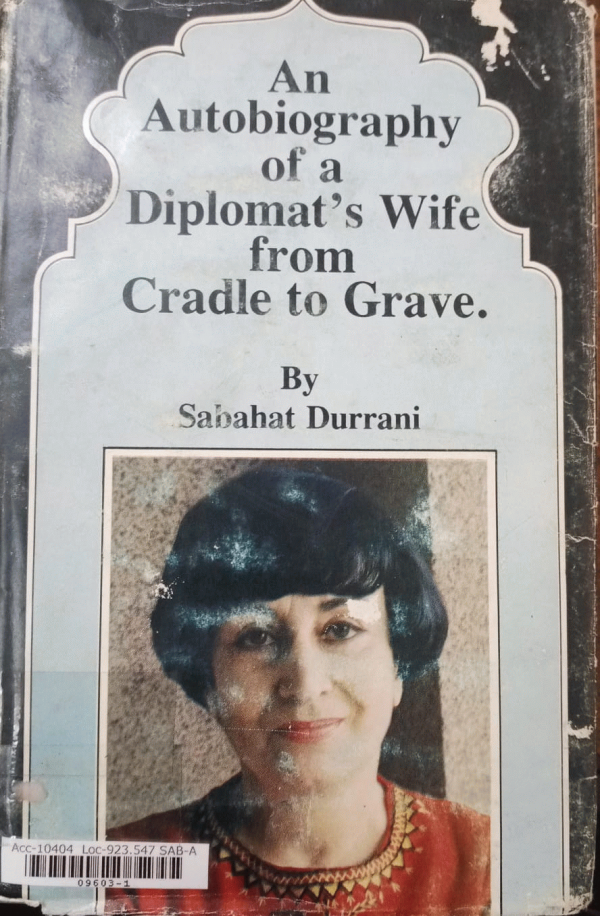 An
Autobiography
of a
Diplomat's Wife
from
Cradle to Grave.
By
Sabahat Durrani
Acc-10404 Loc-923.547 SAB-A
09603-1